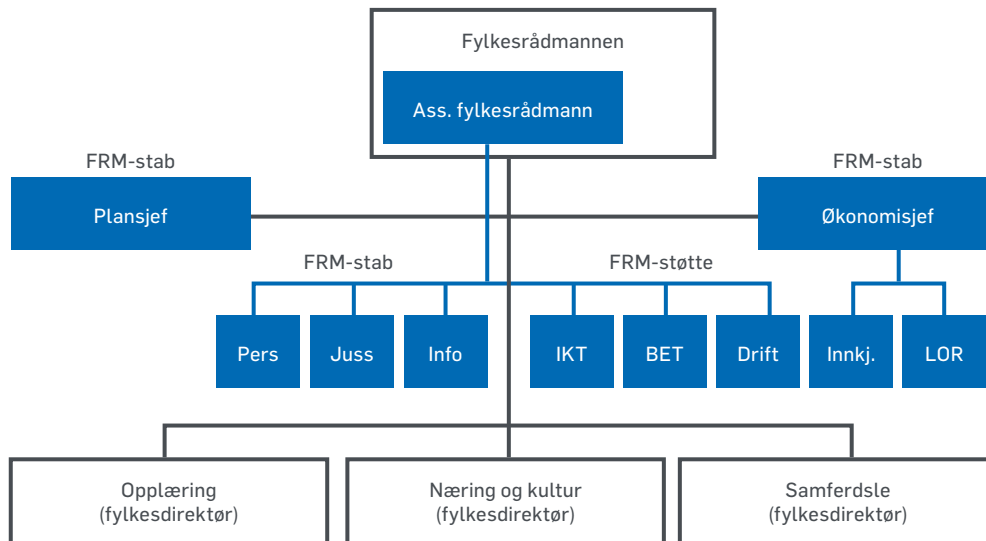 Fylkesrådmannen
Ass. fylkesrådmann
FRM-stab
FRM-stab
Plansjef
Økonomisjef
FRM-stab
FRM-støtte
Pers
Juss
Info
IKT
BET
Drift
Innkj.
LOR
Opplæring
(fylkesdirektør)
Næring og kultur
(fylkesdirektør)
Samferdsle
(fylkesdirektør)